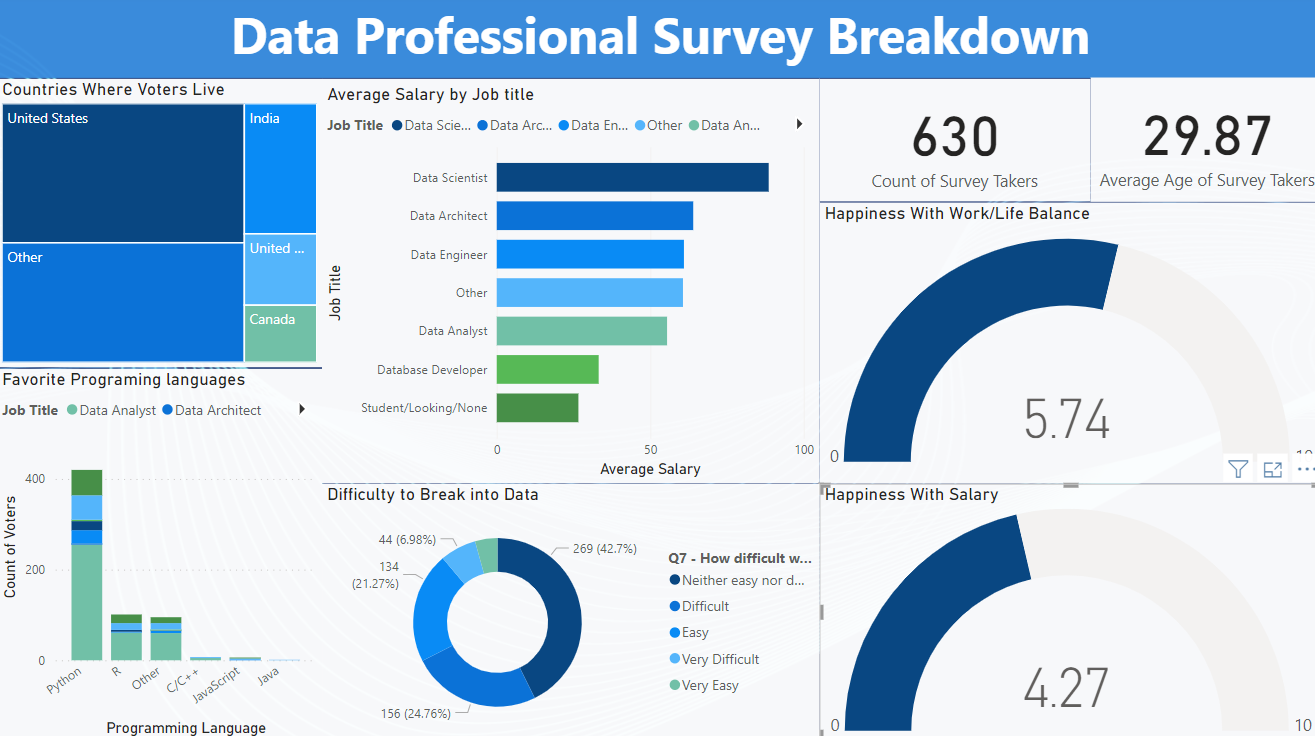 Data Professional Survey Breakdown
Countries Where Voters Live
United States
India
Other
United ...
Canada
Average Salary by Job title
Job Title Data Scie... Data Arc... Data En... Other Data An...
Job Title
Data Scientist
Data Architect
Data Engineer
Other
Data Analyst
Database Developer
Student/Looking/None
0 50 100
Average Salary
630
Count of Survey Takers
29.87
Average Age of Survey Takers
Happiness With Work/Life Balance
5.74
0
Favorite Programing languages
Job Title Data Analyst Data Architect
Count of Voters
400
200
0
Python R Other C/C++ JavaScript Java
Programming Language
Difficulty to Break into Data
44 (6.98%)
269 (42.7%)
134
(21.27%)
156 (24.76%)
Q7 - How difficult w...
Neither easy nor d...
Difficult
Easy
Very Difficult
Very Easy
Happiness With Salary
4.27
0 10